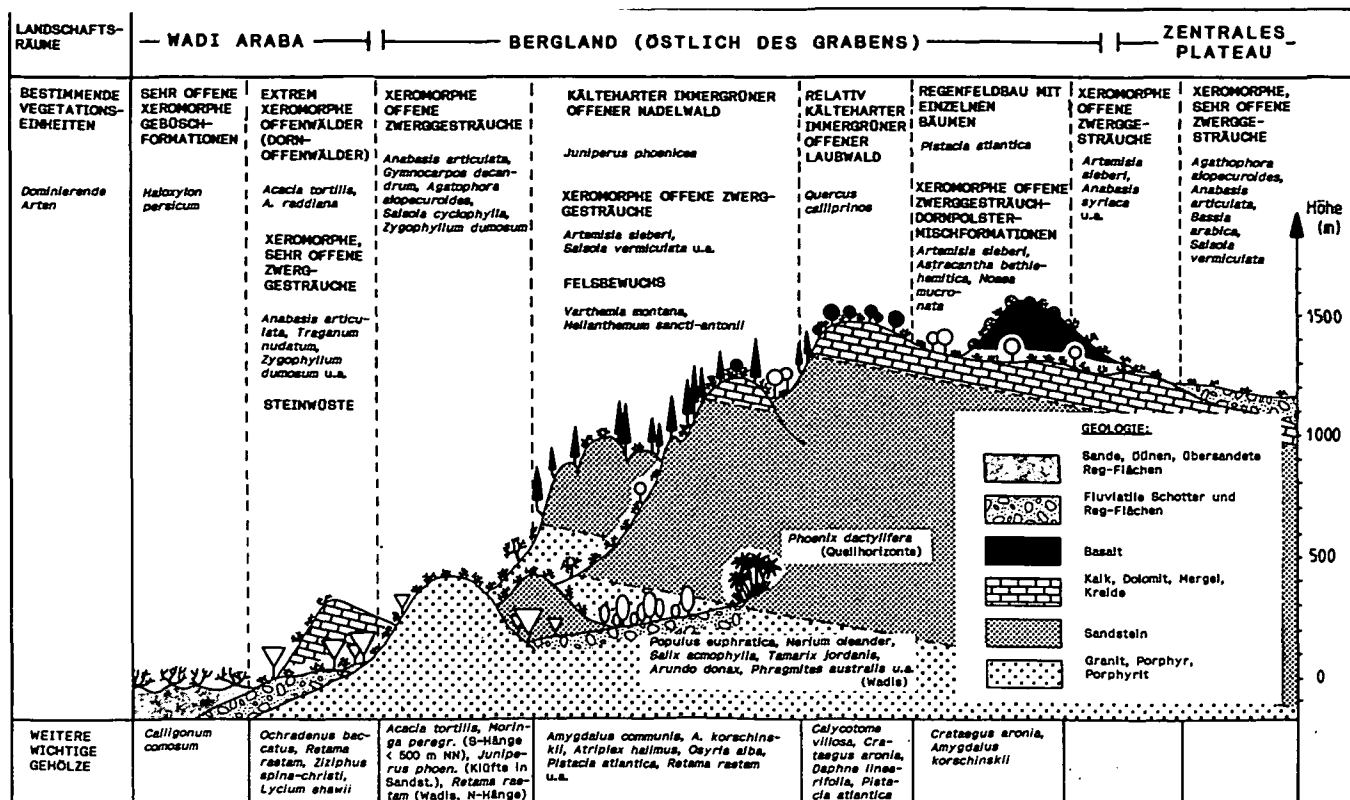 LANDSCHAFTS-
RÄUME
WADI ARABA
BERGLAND (ÖSTLICH DES GRABENS)
ZENTRALES
PLATEAU
BESTIMMENDE
VEGETATIONS-
EINHEITEN
Dominierende
Arten
SEHR OFFENE
XEROMORPHE
GEBÜSCH-
FORMATIONEN
Haloxylon
persicum
EXTREM
XEROMORPHE
OFFENWÄLDER
(DORN-
OFFENWÄLDER)
Acacia tortilis,
A. raddiana
XEROMORPHE,
SEHR OFFENE
ZWERG-
GESTRÄUCHE
Anabasis articu-
lata, Traganum
nudatum,
Zygophyllum
dumosum u.a.
STEINWÜSTE
XEROMORPHE
OFFENE
ZWERGGESTRÄUCHE
Anabasis articulata,
Gymnocarpos decan-
drum, Agatophora
alopecuroides,
Salsola cyclophylla,
Zygophyllum dumosum
KÄLTEHARTER IMMERGRÜNER
OFFENER NADELWALD
Juniperus phoenicea
XEROMORPHE OFFENE ZWERG-
GESTRÄUCHE
Artemisia sieberi,
Salsola vermiculata u.a.
FELSBEWUCHS
Varthemia montana,
Helianthemum sancti-antonii
RELATIV
KÄLTEHARTER
IMMERGRÜNER
OFFENER
LAUBWALD
Quercus
calliprinos
REGENFELDBAU MIT
EINZELNEN
BÄUMEN
Pistacia atlantica
XEROMORPHE OFFENE
ZWERGGESTRÄUCH-
DORNPOLSTER-
MISCHFORMATIONEN
Artemisia sieberi,
Astracantha bethle-
hemitica, Noaea
mucro-
nata
XEROMORPHE
OFFENE
ZWERGGE-
STRÄUCHE
Artemisia
sieberi,
Anabasis
syriaca
u.a.
XEROMORPHE,
SEHR OFFENE
ZWERGGE-
STRÄUCHE
Agathophora
alopecuroides,
Anabasis
articulata,
Bassia
arabica,
Salsola
vermiculata
Höhe
(m)
1500
1000
500
0
GEOLOGIE:
Sande, Dünen, übersandete
Reg-Flächen
Fluviatile Schotter und
Reg-Flächen
Basalt
Kalk, Dolomit, Mergel,
Kreide
Sandstein
Granit, Porphyr,
Porphyrit
Phoenix dactylifera
(Quellhorizonte)
Populus euphratica, Nerium oleander,
Salix acmophylla, Tamarix jordanis,
Arundo donax, Phragmites australis u.a.
(Wadis)
WEITERE
WICHTIGE
GEHÖLZE
Calligonum
comosum
Ochradenus bac-
catus, Retama
raetam, Ziziphus
spina-christi,
Lycium shawii
Acacia tortilis, Morin-
ga peregr. (S-Hänge
< 500 m NN), Junipe-
rus phoen. (Klüfte in
Sandst.), Retama rae-
tam (Wadis, N-Hänge)
Amygdalus communis, A. korschins-
kii, Atriplex halimus, Osyris alba,
Pistacia atlantica, Retama raetam
u.a.
Calycotome
villosa, Cra-
taegus aronia,
Daphne linea-
rifolia, Pista-
cia atlantica
Crataegus aronia,
Amygdalus
korschinskii